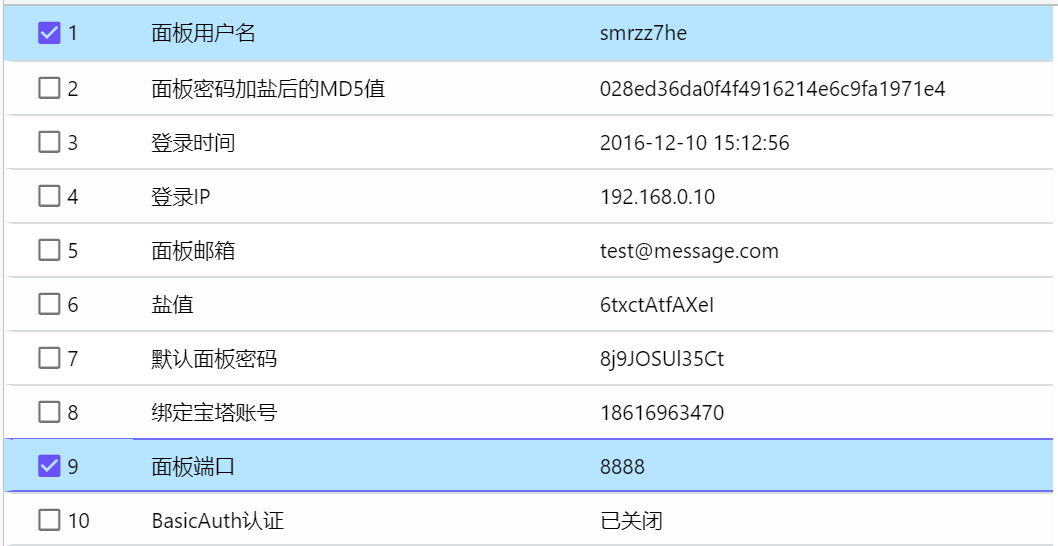 1 面板用户名 smrzz7he
2 面板密码加盐后的MD5值 028ed36da0f4f4916214e6c9fa1971e4
3 登录时间 2016-12-10 15:12:56
4 登录IP 192.168.0.10
5 面板邮箱 test@message.com
6 盐值 6txctAtfAXeI
7 默认面板密码 8j9JOSUl35Ct
8 绑定宝塔账号 18616963470
9 面板端口 8888
10 BasicAuth认证 已关闭